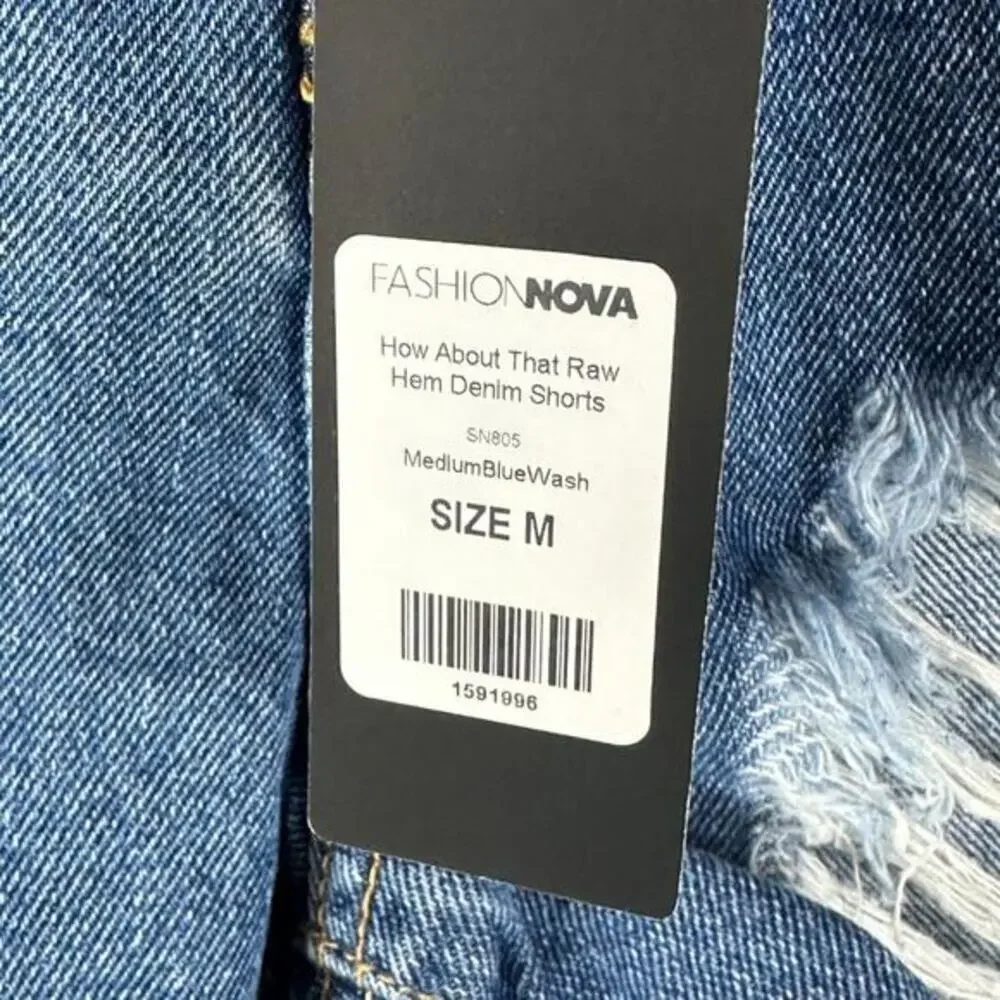 FASHIONNOVA
How About That Raw
Hem Denim Shorts
SN805
MediumBlueWash
SIZE M
1591996